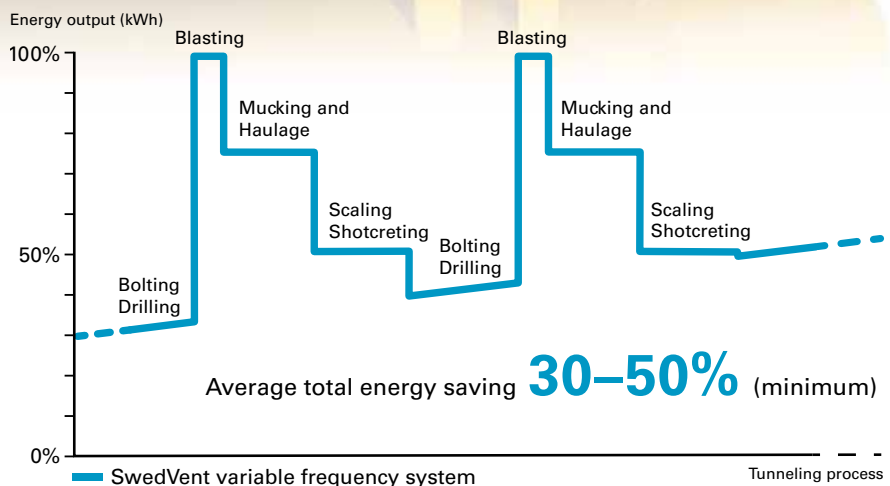 Energy output (kWh)
Blasting
Blasting
100%
Mucking and
Haulage
Mucking and
Haulage
Scaling
Shotcreting
Scaling
Shotcreting
Bolting
Drilling
50%
Bolting
Drilling
Average total energy saving 30–50% (minimum)
0%
SwedVent variable frequency system
Tunneling process